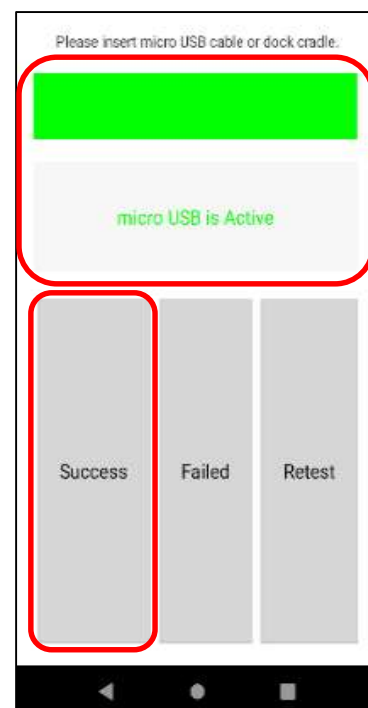 Please insert micro USB cable or dock cradle.
micro USB is Active
Success
Failed
Retest